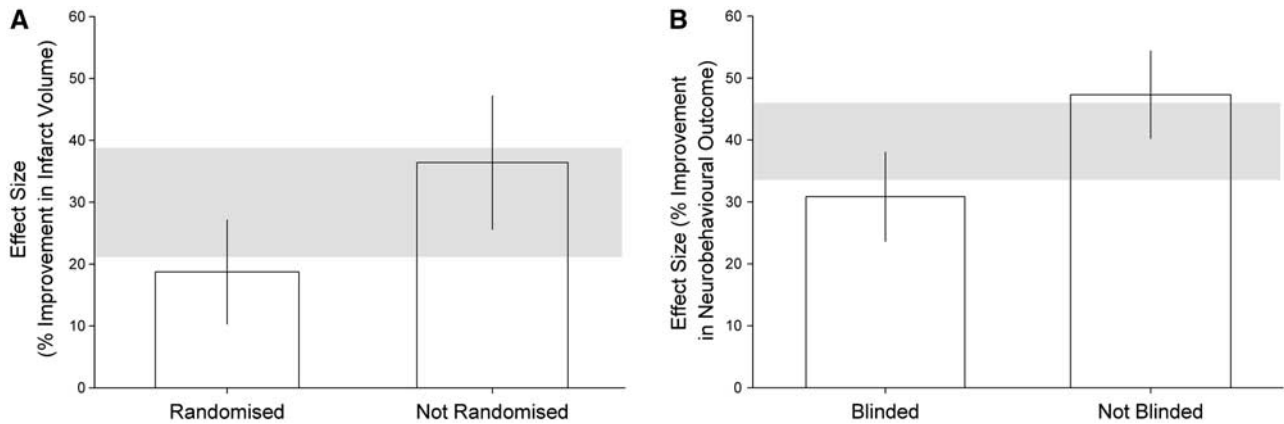 A
Effect Size
(% Improvement in Infarct Volume)
60
50
40
30
20
10
0
Randomised
Not Randomised
B
Effect Size (% Improvement
in Neurobehavioural Outcome)
60
50
40
30
20
10
0
Blinded
Not Blinded